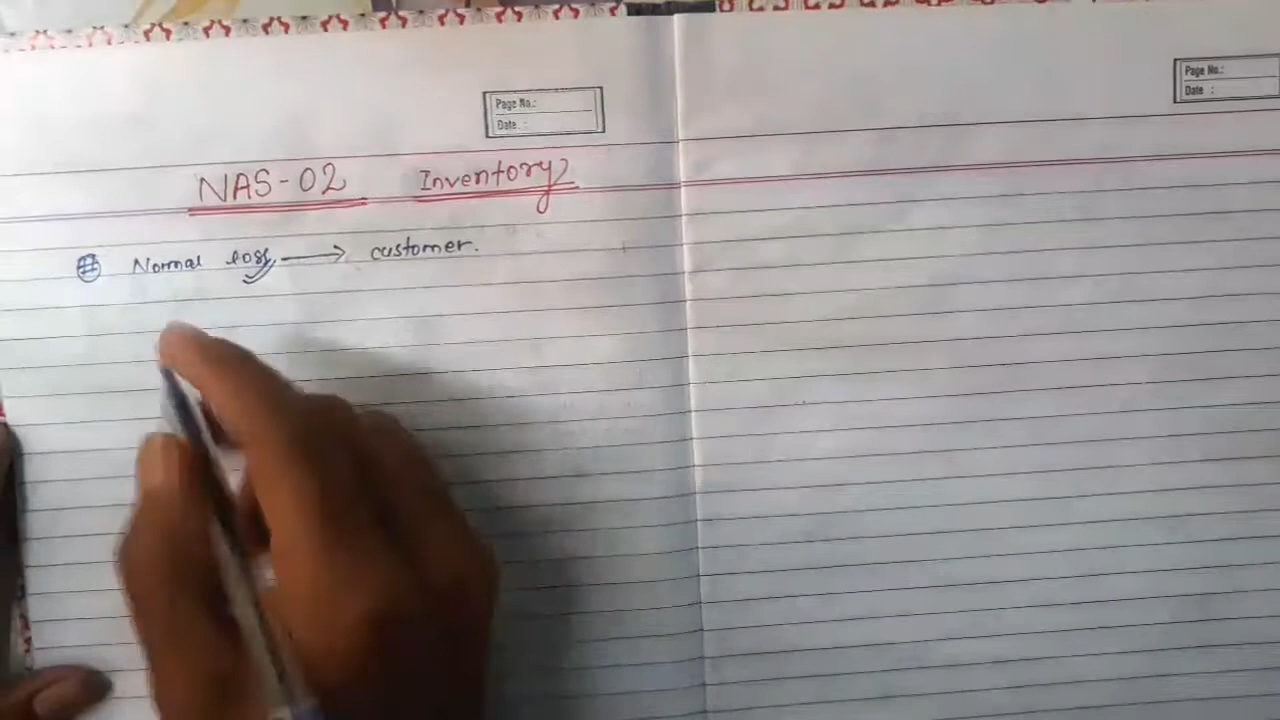 Page No.:
Date :
Page No.:
Date :
NAS-02 Inventory
# Normal loss → customer.